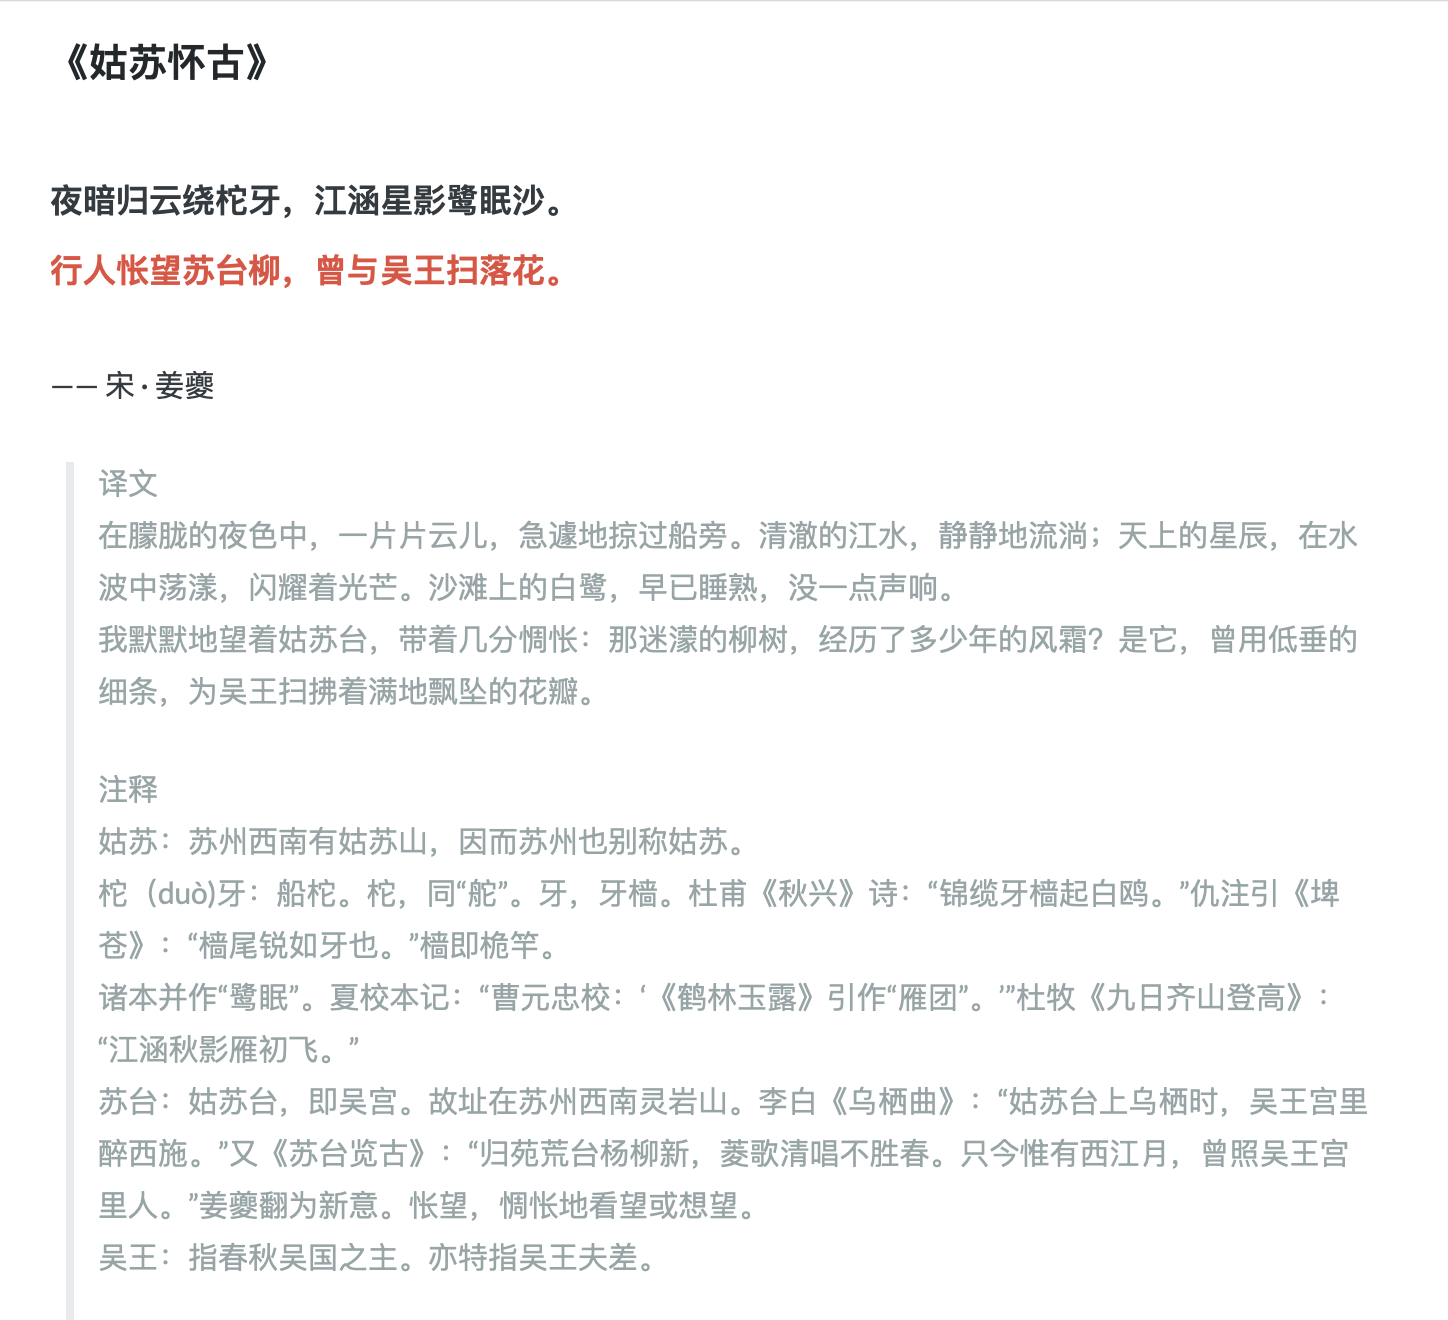 《姑苏怀古》
夜暗归云绕柁牙，江涵星影鹭眠沙。
行人怅望苏台柳，曾与吴王扫落花。
—— 宋 · 姜夔
译文
在朦胧的夜色中，一片片云儿，急遽地掠过船旁。清澈的江水，静静地流淌；天上的星辰，在水
波中荡漾，闪耀着光芒。沙滩上的白鹭，早已睡熟，没一点声响。
我默默地望着姑苏台，带着几分惆怅：那迷濛的柳树，经历了多少年的风霜？是它，曾用低垂的
细条，为吴王扫拂着满地飘坠的花瓣。
注释
姑苏：苏州西南有姑苏山，因而苏州也别称姑苏。
柁（duò)牙：船柁。柁，同“舵”。牙，牙樯。杜甫《秋兴》诗：“锦缆牙樯起白鸥。”仇注引《埤
苍》：“樯尾锐如牙也。”樯即桅竿。
诸本并作“鹭眠”。夏校本记：“曹元忠校：‘《鹤林玉露》引作“雁团”。’”杜牧《九日齐山登高》：
“江涵秋影雁初飞。”
苏台：姑苏台，即吴宫。故址在苏州西南灵岩山。李白《乌栖曲》：“姑苏台上乌栖时，吴王宫里
醉西施。”又《苏台览古》：“归苑荒台杨柳新，菱歌清唱不胜春。只今惟有西江月，曾照吴王宫
里人。”姜夔翻为新意。怅望，惆怅地看望或想望。
吴王：指春秋吴国之主。亦特指吴王夫差。